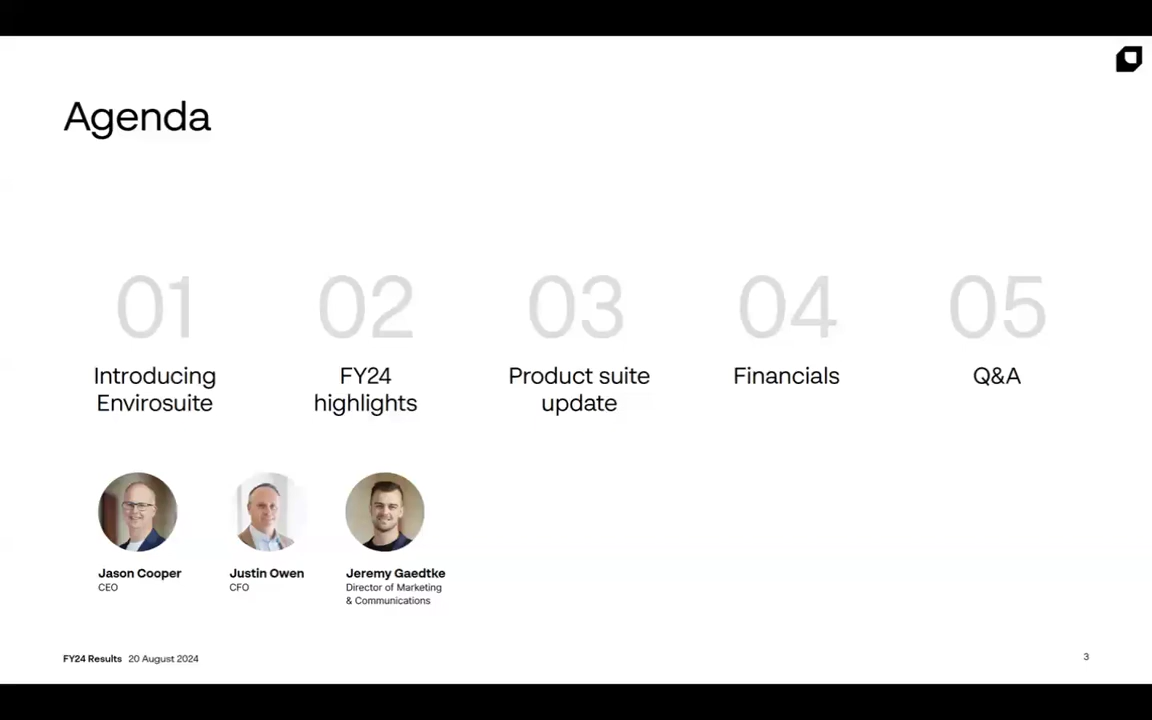 Agenda
01
02
03
04
05
Introducing
Envirosuite
FY24
highlights
Product suite
update
Financials
Q&A
Jason Cooper
CEO
Justin Owen
CFO
Jeremy Gaedtke
Director of Marketing
& Communications
FY24 Results 20 August 2024
3